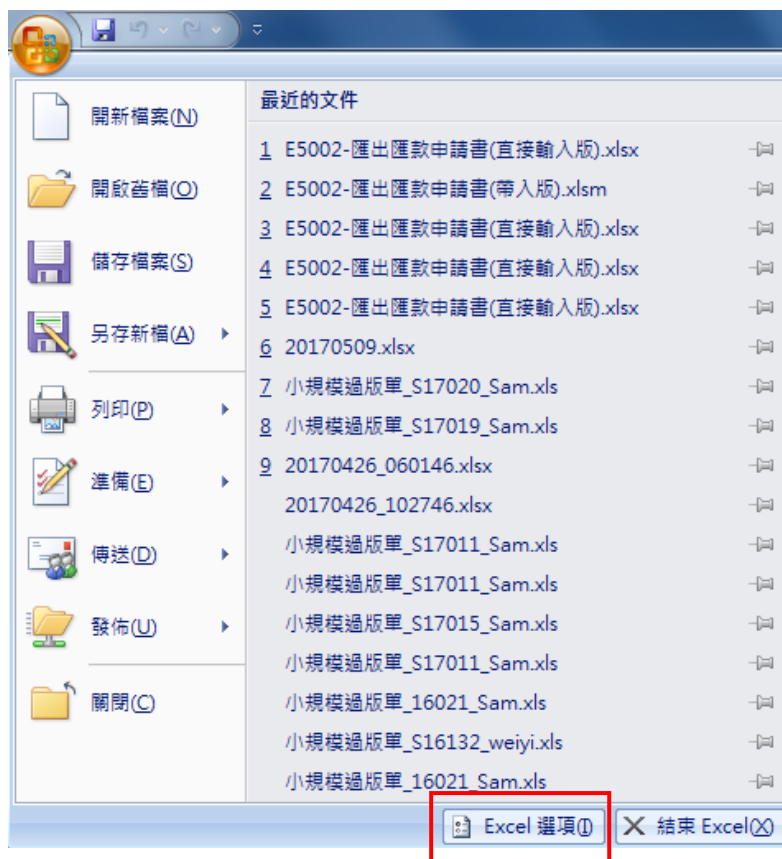 開新檔案(N)
開啟舊檔(O)
儲存檔案(S)
另存新檔(A)
列印(P)
準備(E)
傳送(D)
發佈(U)
關閉(C)
最近的文件
1 E5002-匯出匯款申請書(直接輸入版).xlsx
2 E5002-匯出匯款申請書(帶入版).xlsm
3 E5002-匯出匯款申請書(直接輸入版).xlsx
4 E5002-匯出匯款申請書(直接輸入版).xlsx
5 E5002-匯出匯款申請書(直接輸入版).xlsx
6 20170509.xlsx
7 小規模過版單_S17020_Sam.xls
8 小規模過版單_S17019_Sam.xls
9 20170426_060146.xlsx
20170426_102746.xlsx
小規模過版單_S17011_Sam.xls
小規模過版單_S17011_Sam.xls
小規模過版單_S17015_Sam.xls
小規模過版單_S17011_Sam.xls
小規模過版單_16021_Sam.xls
小規模過版單_S16132_weiyi.xls
小規模過版單_16021_Sam.xls
Excel 選項(I) 結束 Excel(X)